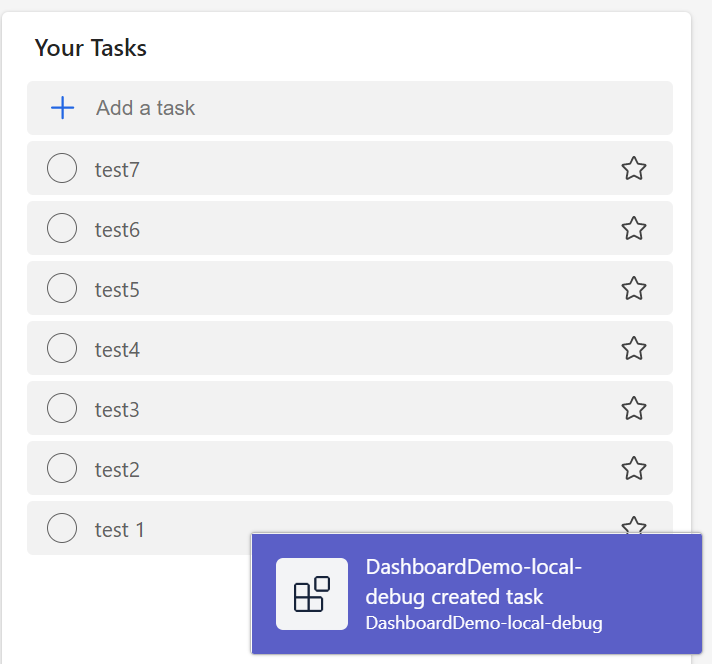 Your Tasks
Add a task
test7
test6
test5
test4
test3
test2
test 1
DashboardDemo-local-
debug created task
DashboardDemo-local-debug